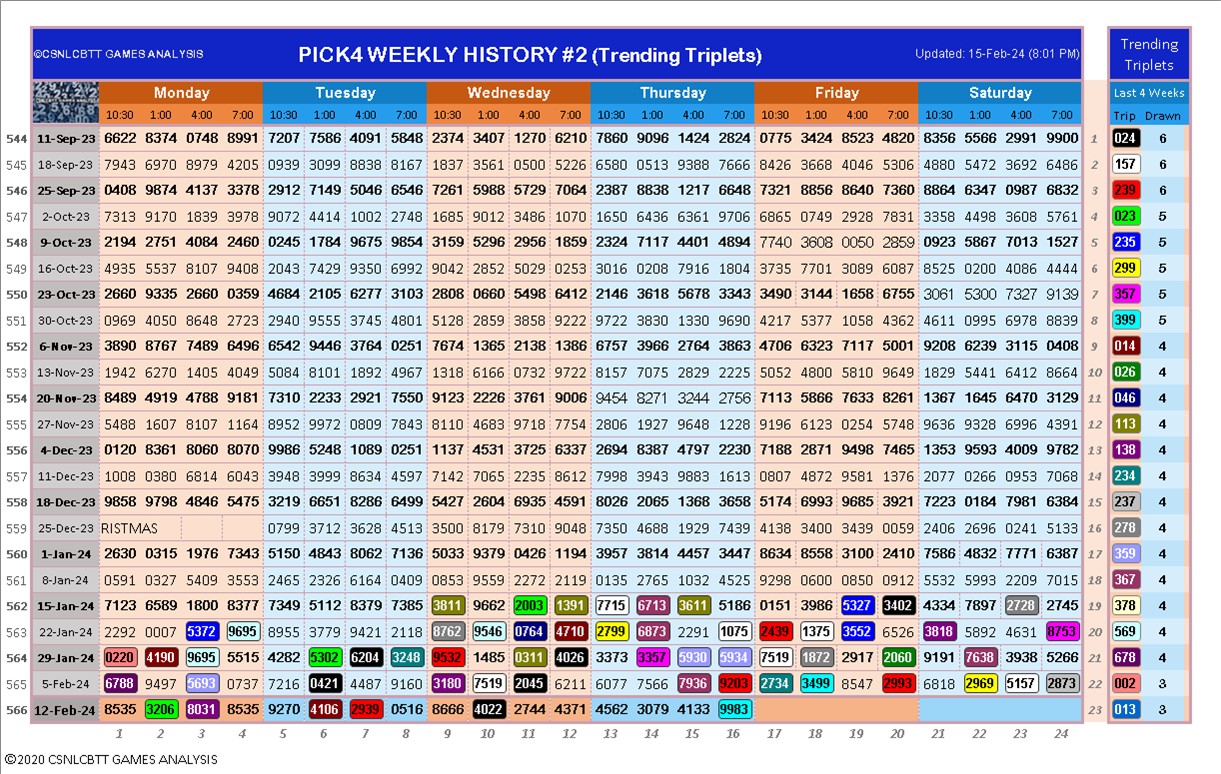 ©CSNLCBTT GAMES ANALYSIS PICK4 WEEKLY HISTORY #2 (Trending Triplets) Updated: 15-Feb-24 (8:01 PM) Trending Triplets
Monday Tuesday Wednesday Thursday Friday Saturday Last 4 Weeks
10:30 1:00 4:00 7:00 10:30 1:00 4:00 7:00 10:30 1:00 4:00 7:00 10:30 1:00 4:00 7:00 10:30 1:00 4:00 7:00 10:30 1:00 4:00 7:00 Trip Drawn
544 11-Sep-23 6622 8374 0748 8991 7207 7586 4091 5848 2374 3407 1270 6210 7860 9096 1424 2824 0775 3424 8523 4820 8356 5566 2991 9900 1 024 6
545 18-Sep-23 7943 6970 8979 4205 0939 3099 8838 8167 1837 3561 0500 5226 6580 0513 9385 7666 8426 3668 4046 5306 4880 5472 3692 6486 2 157 6
546 25-Sep-23 0408 9874 4137 3378 2912 7149 5046 6546 7261 5988 5729 7064 2387 8838 1217 6648 7321 8856 8640 7360 8864 6347 0987 6832 3 239 6
547 2-Oct-23 7313 9170 1839 3978 9072 4414 1002 2748 1685 9012 3486 1070 1650 6436 6361 9706 6865 0749 2928 7831 3358 4498 3608 5761 4 023 5
548 9-Oct-23 2194 2751 4084 2460 0245 1784 9675 9854 3159 5296 2956 1859 2324 7117 4401 4894 7740 3608 0050 2859 0923 5867 7013 1527 5 235 5
549 16-Oct-23 4935 5537 8107 9408 2043 7429 9350 6992 9042 2852 5029 0253 3016 0208 7916 1804 3735 7701 3089 6087 8525 0200 4086 4444 6 299 5
550 23-Oct-23 2660 9335 2660 0359 4684 2105 6277 3103 2808 0660 5498 6412 2146 3618 5678 3343 3490 3144 1658 6755 3061 5300 7327 9139 7 357 5
551 30-Oct-23 0969 4050 8648 2723 2940 9555 3745 4801 5128 2859 3858 9222 9722 3830 1330 9690 4217 5377 1058 4362 4611 0995 6978 8839 8 399 5
552 6-Nov-23 3890 8767 7489 6496 6542 9446 3764 0251 7674 1365 2138 1386 6757 3966 2764 3863 4706 6323 7117 5001 9208 6239 3115 0408 9 014 4
553 13-Nov-23 1942 6270 1405 4049 5084 8101 1892 4967 1318 6166 0732 9722 8157 7075 2829 2225 5052 4800 5810 9649 1829 5441 6412 8664 10 026 4
554 20-Nov-23 8489 4919 4788 9181 7310 2233 2921 7550 9123 2226 3761 9006 9454 8271 3244 2756 7113 5866 7633 8261 1367 1645 6470 3129 11 046 4
555 27-Nov-23 5488 1607 8107 1164 8952 9972 0809 7843 8110 4683 9718 7754 2806 1927 9648 1228 9196 6123 0254 5748 9636 9328 6996 4391 12 113 4
556 4-Dec-23 0120 8361 8060 8070 9986 5248 1089 0251 1137 4531 3725 6337 2694 8387 4797 2230 7188 2871 9498 7465 1353 9593 4009 9782 13 138 4
557 11-Dec-23 1008 0380 6814 6043 3948 3999 8634 4597 7142 7065 2235 8612 7998 3943 9883 1613 0807 4872 9581 1376 2077 0266 0953 7068 14 234 4
558 18-Dec-23 9858 9798 4846 5475 3219 6651 8286 6499 5427 2604 6935 4591 8026 2065 1368 3658 5174 6993 9685 3921 7223 0184 7981 6384 15 237 4
559 25-Dec-23 RISTMAS 0799 3712 3628 4513 3500 8179 7310 9048 7350 4688 1929 7439 4138 3400 3439 0059 2406 2696 0241 5133 16 278 4
560 1-Jan-24 2630 0315 1976 7343 5150 4843 8062 7136 5033 9379 0426 1194 3957 3814 4457 3447 8634 8558 3100 2410 7586 4832 7771 6387 17 359 4
561 8-Jan-24 0591 0327 5409 3553 2465 2326 6164 0409 0853 9559 2272 2119 0135 2765 1032 4525 9298 0600 0850 0912 5532 5993 2209 7015 18 367 4
562 15-Jan-24 7123 6589 1800 8377 7349 5112 8379 7385 3811 9662 2003 1391 7715 6713 3611 5186 0151 3986 5327 3402 4334 7897 2728 2745 19 378 4
563 22-Jan-24 2292 0007 5372 9695 8955 3779 9421 2118 8762 9546 0764 4710 2799 6873 2291 1075 2439 1375 3552 6526 3818 5892 4631 8753 20 569 4
564 29-Jan-24 0220 4190 9695 5515 4282 5302 6204 3248 9532 1485 0311 4026 3373 3357 5930 5934 7519 1872 2917 2060 9191 7638 3938 5266 21 678 4
565 5-Feb-24 6788 9497 5693 0737 7216 0421 4487 9160 3180 7519 2045 6211 6077 7566 7936 9203 2734 3499 8547 2993 6818 2969 5157 2873 22 002 3
566 12-Feb-24 8535 3206 8031 8535 9270 4106 2939 0516 8666 4022 2744 4371 4562 3079 4133 9983 23 013 3
1 2 3 4 5 6 7 8 9 10 11 12 13 14 15 16 17 18 19 20 21 22 23 24
©2020 CSNLCBTT GAMES ANALYSIS